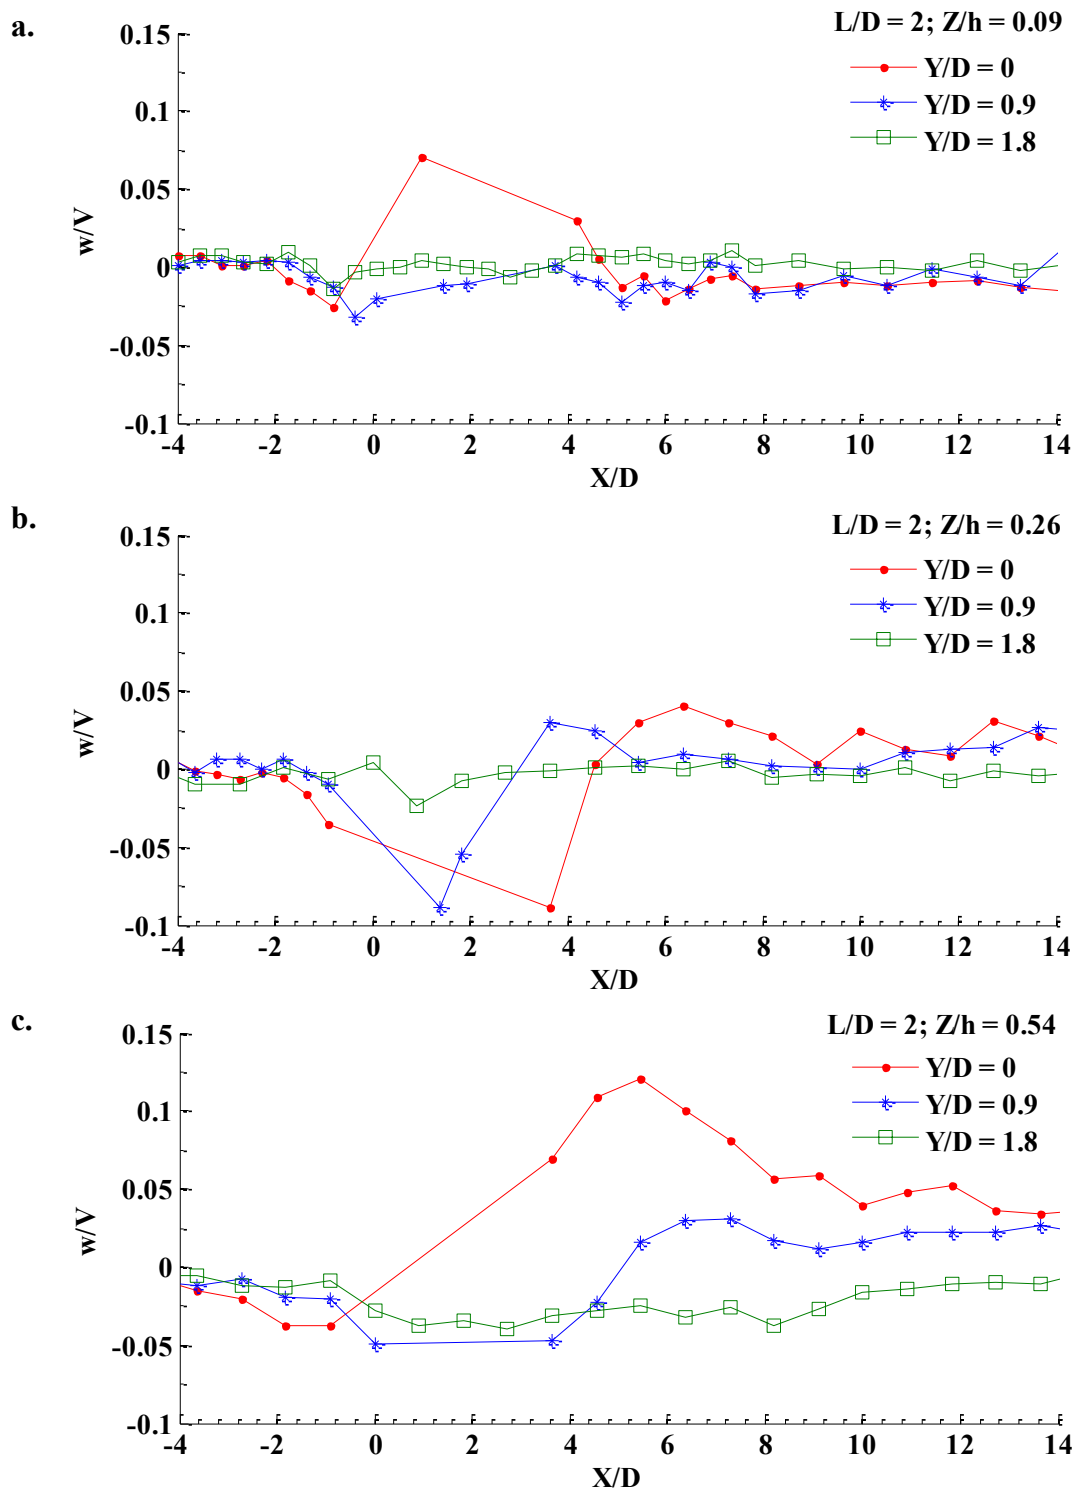 a.
L/D = 2; Z/h = 0.09
Y/D = 0
Y/D = 0.9
Y/D = 1.8
0.15
0.1
0.05
0
-0.05
-0.1
w/V
-4 -2 0 2 4 6 8 10 12 14
X/D
b.
L/D = 2; Z/h = 0.26
Y/D = 0
Y/D = 0.9
Y/D = 1.8
0.15
0.1
0.05
0
-0.05
-0.1
w/V
-4 -2 0 2 4 6 8 10 12 14
X/D
c.
L/D = 2; Z/h = 0.54
Y/D = 0
Y/D = 0.9
Y/D = 1.8
0.15
0.1
0.05
0
-0.05
-0.1
w/V
-4 -2 0 2 4 6 8 10 12 14
X/D